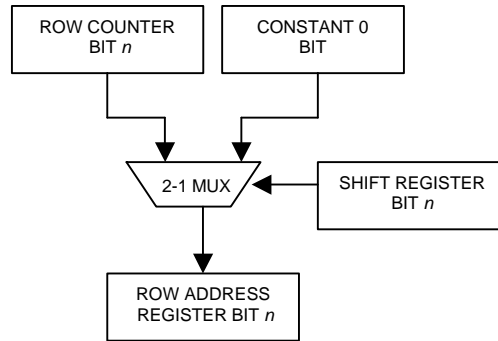 ROW COUNTER
BIT n
CONSTANT 0
BIT
2-1 MUX
SHIFT REGISTER
BIT n
ROW ADDRESS
REGISTER BIT n